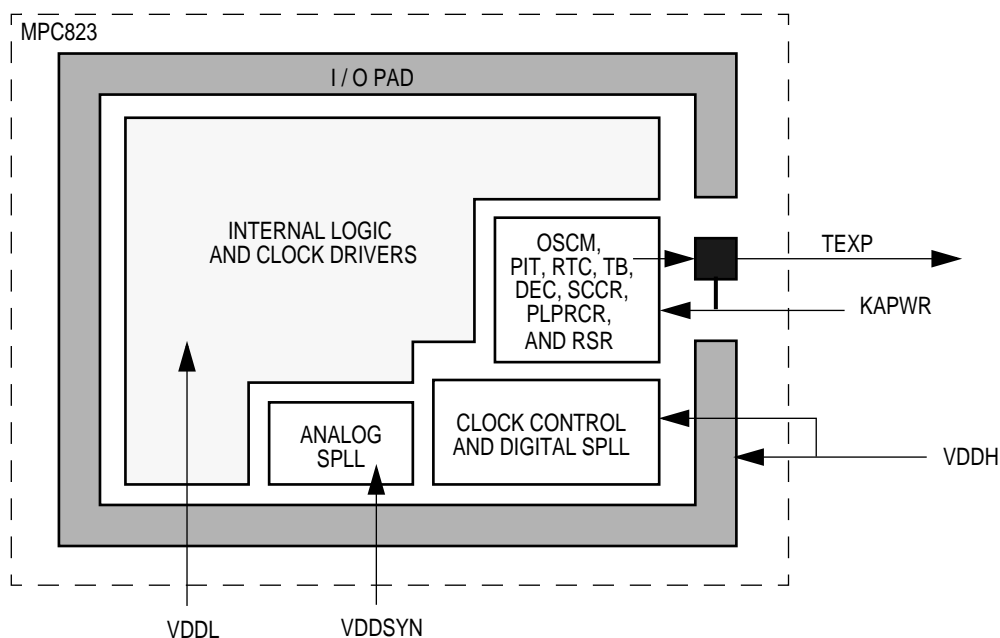 MPC823
I / O PAD
INTERNAL LOGIC
AND CLOCK DRIVERS
OSCM,
PIT, RTC, TB,
DEC, SCCR,
PLPRCR,
AND RSR
TEXP
KAPWR
ANALOG
SPLL
CLOCK CONTROL
AND DIGITAL SPLL
VDDH
VDDL
VDDSYN